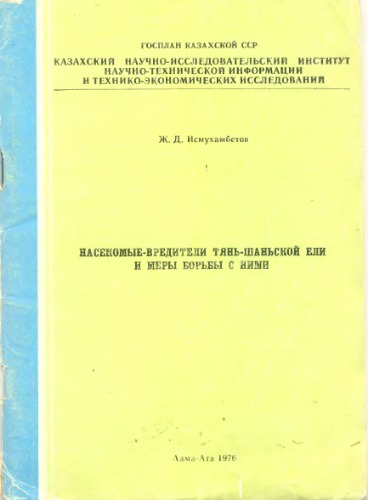 ГОСПЛАН КАЗАХСКОЙ ССР
КАЗАХСКИЙ НАУЧНО-ИССЛЕДОВАТЕЛЬСКИЙ ИНСТИТУТ
НАУЧНО-ТЕХНИЧЕСКОЙ ИНФОРМАЦИИ
И ТЕХНИКО-ЭКОНОМИЧЕСКИХ ИССЛЕДОВАНИЙ
Ж. Д. Исмухамбетов
НАСЕКОМЫЕ-ВРЕДИТЕЛИ ТЯНЬ-ШАНЬСКОЙ ЕЛИ
И МЕРЫ БОРЬБЫ С НИМИ
Алма-Ата 1976